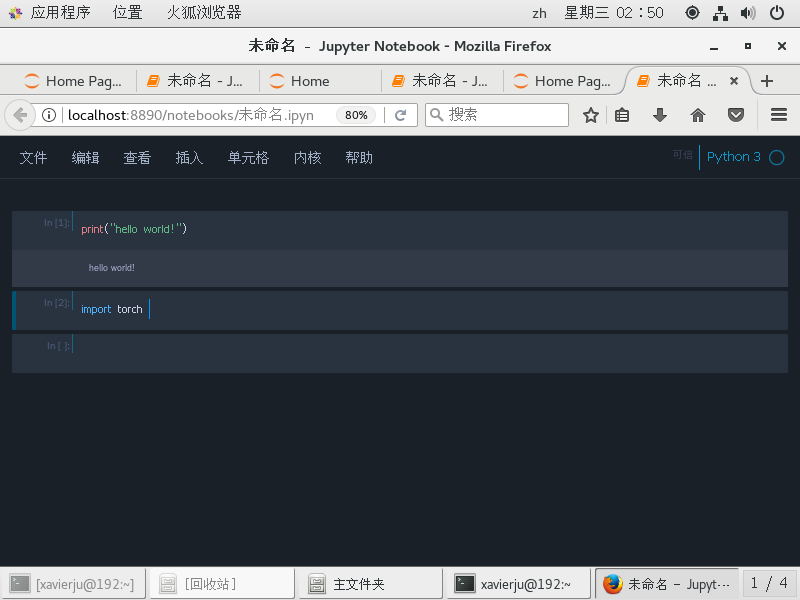 应用程序 位置 火狐浏览器 zh 星期三 02：50
未命名 - Jupyter Notebook - Mozilla Firefox
Home Pag... 未命名 - J... Home 未命名 - J... Home Pag... 未命名 ...
localhost:8890/notebooks/未命名.ipyn 80% 搜索
文件 编辑 查看 插入 单元格 内核 帮助 可信 Python 3
In [1]: print("hello world!")
hello world!
In [2]: import torch
In [ ]:
[xavierju@192:~] [回收站] 主文件夹 xavierju@192:~ 未命名 - Jupyt··· 1 / 4